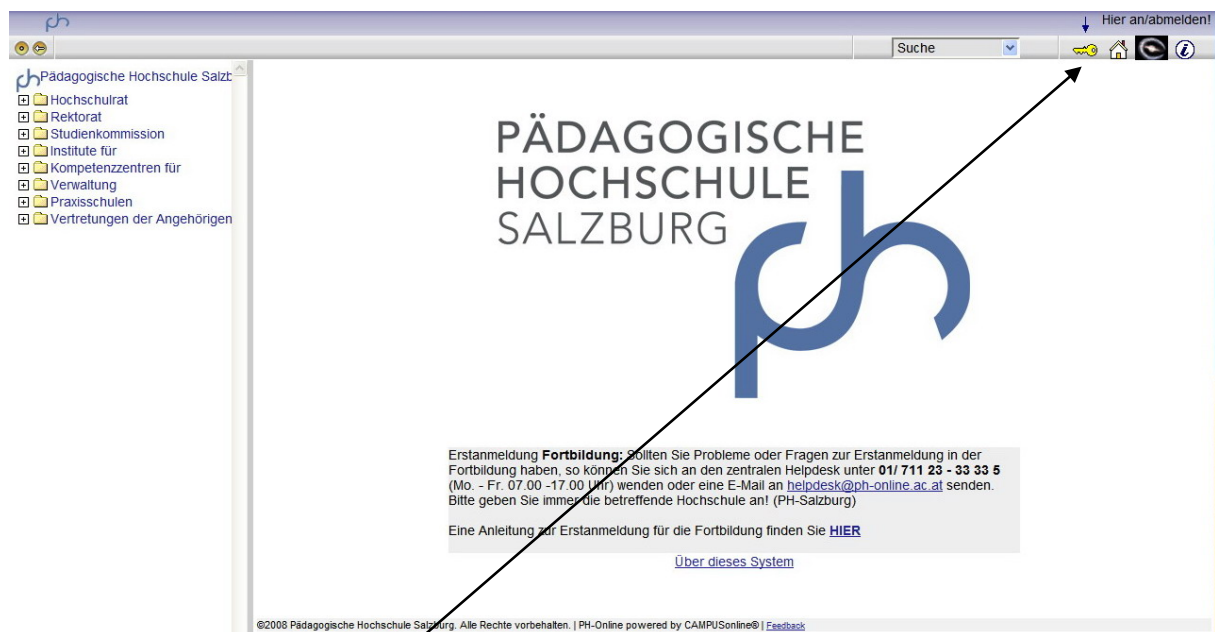 ph
Hier an/abmelden!
Suche
ph Pädagogische Hochschule Salzb
Hochschulrat
Rektorat
Studienkommission
Institute für
Kompetenzzentren für
Verwaltung
Praxisschulen
Vertretungen der Angehörigen
PÄDAGOGISCHE
HOCHSCHULE
SALZBURG
ph
Erstanmeldung Fortbildung: Sollten Sie Probleme oder Fragen zur Erstanmeldung in der
Fortbildung haben, so können Sie sich an den zentralen Helpdesk unter 01/ 711 23 - 33 33 5
(Mo. - Fr. 07.00 -17.00 Uhr) wenden oder eine E-Mail an helpdesk@ph-online.ac.at senden.
Bitte geben Sie immer die betreffende Hochschule an! (PH-Salzburg)
Eine Anleitung zur Erstanmeldung für die Fortbildung finden Sie HIER
Über dieses System
©2008 Pädagogische Hochschule Salzburg. Alle Rechte vorbehalten. | PH-Online powered by CAMPUSonline® | Feedback